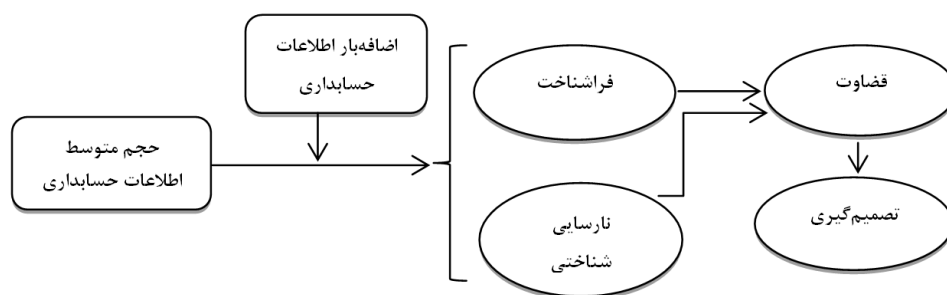 اضافه‌بار اطلاعات
حسابداری
فراشناخت
قضاوت
حجم متوسط
اطلاعات حسابداری
نارسایی
شناختی
تصمیم‌گیری